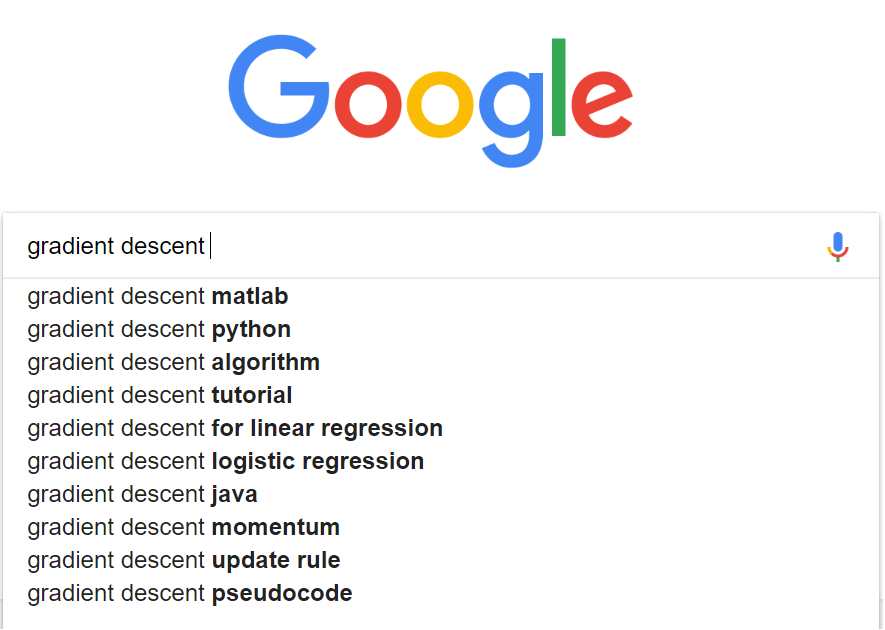 Google
gradient descent
gradient descent matlab
gradient descent python
gradient descent algorithm
gradient descent tutorial
gradient descent for linear regression
gradient descent logistic regression
gradient descent java
gradient descent momentum
gradient descent update rule
gradient descent pseudocode